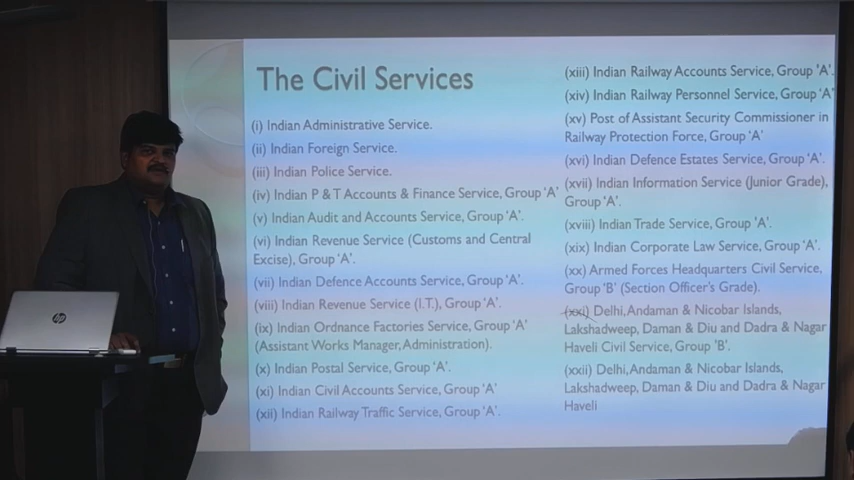 The Civil Services
(i) Indian Administrative Service.
(ii) Indian Foreign Service.
(iii) Indian Police Service.
(iv) Indian P & T Accounts & Finance Service, Group 'A'
(v) Indian Audit and Accounts Service, Group 'A'.
(vi) Indian Revenue Service (Customs and Central
Excise), Group 'A'.
(vii) Indian Defence Accounts Service, Group 'A'.
(viii) Indian Revenue Service (I.T.), Group 'A'.
(ix) Indian Ordnance Factories Service, Group 'A'
(Assistant Works Manager, Administration).
(x) Indian Postal Service, Group 'A'.
(xi) Indian Civil Accounts Service, Group 'A'
(xii) Indian Railway Traffic Service, Group 'A'.
(xiii) Indian Railway Accounts Service, Group 'A'.
(xiv) Indian Railway Personnel Service, Group 'A'
(xv) Post of Assistant Security Commissioner in
Railway Protection Force, Group 'A'
(xvi) Indian Defence Estates Service, Group 'A'.
(xvii) Indian Information Service (Junior Grade),
Group 'A'.
(xviii) Indian Trade Service, Group 'A'.
(xix) Indian Corporate Law Service, Group 'A'.
(xx) Armed Forces Headquarters Civil Service,
Group 'B' (Section Officer's Grade).
(xxi) Delhi, Andaman & Nicobar Islands,
Lakshadweep, Daman & Diu and Dadra & Nagar
Haveli Civil Service, Group 'B'.
(xxii) Delhi, Andaman & Nicobar Islands,
Lakshadweep, Daman & Diu and Dadra & Nagar
Haveli
hp